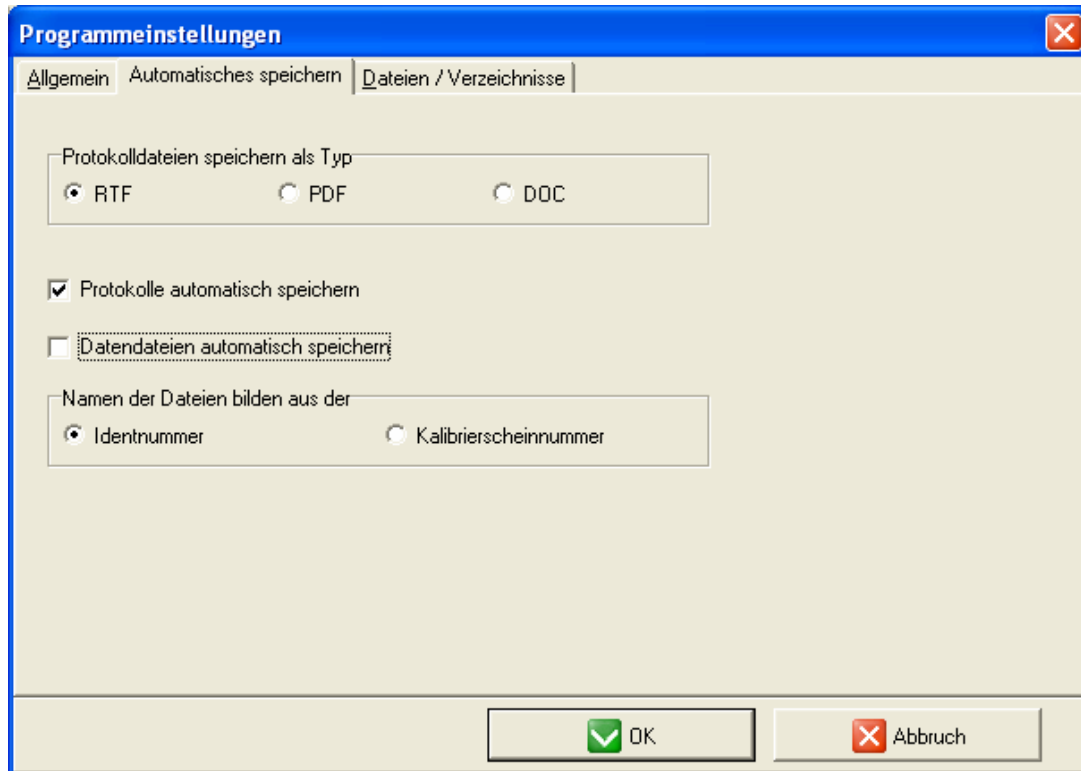 Programmeinstellungen
Allgemein Automatisches speichern Dateien / Verzeichnisse
Protokolldateien speichern als Typ
RTF PDF DOC
Protokolle automatisch speichern
Datendateien automatisch speichern
Namen der Dateien bilden aus der
Identnummer Kalibrierscheinnummer
OK Abbruch